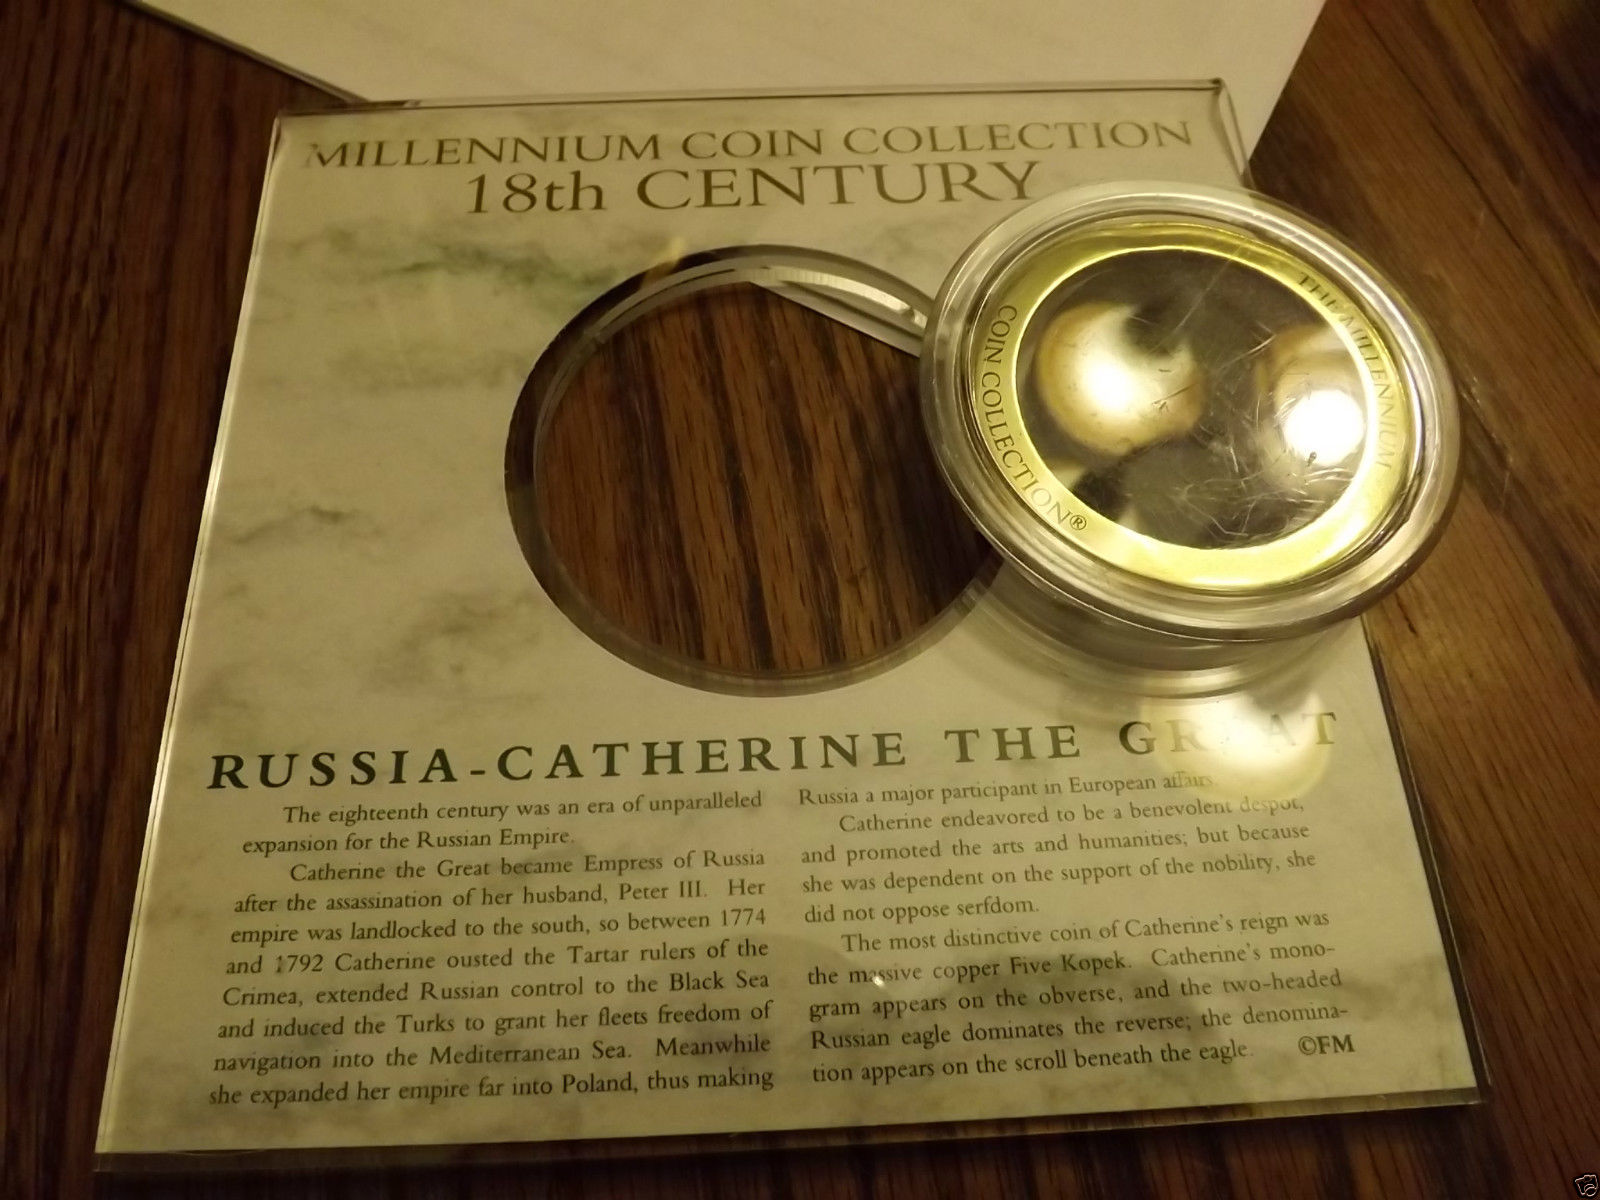 MILLENNIUM COIN COLLECTION
18th CENTURY
THE MILLENNIUM
COIN COLLECTION®
RUSSIA-CATHERINE THE GREAT
The eighteenth century was an era of unparalleled
expansion for the Russian Empire.
Catherine the Great became Empress of Russia
after the assassination of her husband, Peter III. Her
empire was landlocked to the south, so between 1774
and 1792 Catherine ousted the Tartar rulers of the
Crimea, extended Russian control to the Black Sea
and induced the Turks to grant her fleets freedom of
navigation into the Mediterranean Sea. Meanwhile
she expanded her empire far into Poland, thus making
Russia a major participant in European affairs.
Catherine endeavored to be a benevolent despot,
and promoted the arts and humanities; but because
she was dependent on the support of the nobility, she
did not oppose serfdom.
The most distinctive coin of Catherine's reign was
the massive copper Five Kopek. Catherine's mono-
gram appears on the obverse, and the two-headed
Russian eagle dominates the reverse; the denomina-
tion appears on the scroll beneath the eagle. ©FM